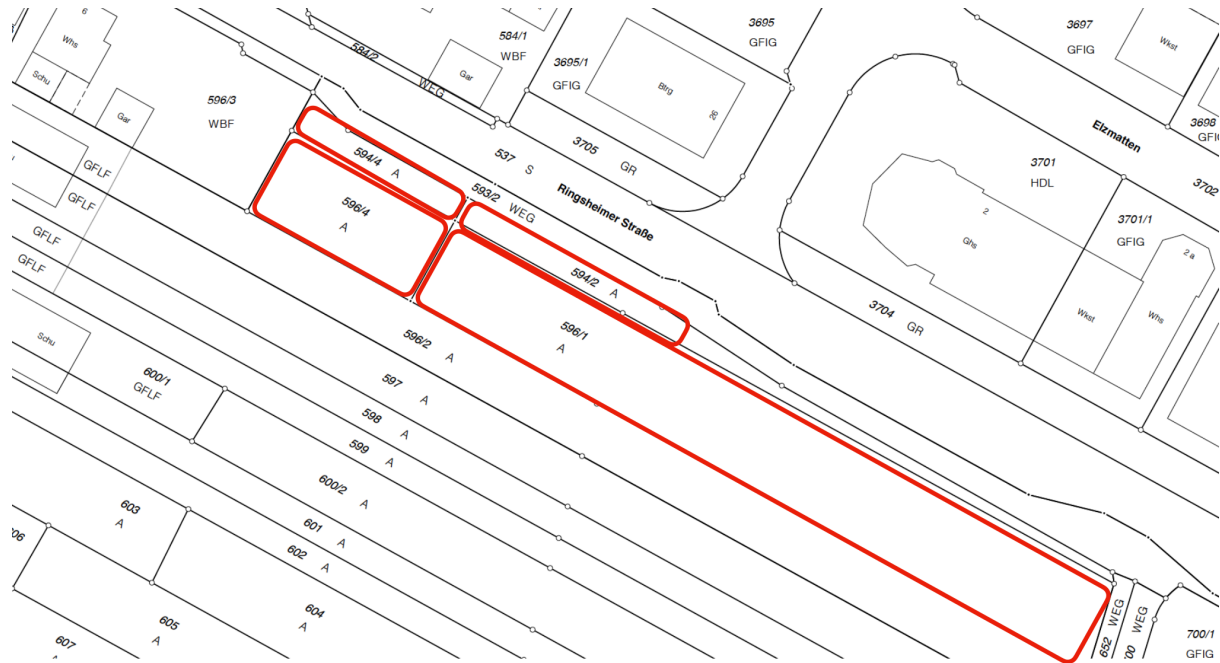 6
Whs
Schu
Gar
596/3
WBF
584/2
WEG
Gar
584/1
WBF
3695/1
GFIG
Btrg
26
3695
GFIG
3697
GFIG
Wkst
3698
Elzmatten
3702
3701
HDL
3701/1
GFIG
2
Ghs
2 a
Whs
Wkst
3705 GR
537 S
Ringsheimer Straße
593/2 WEG
594/4 A
596/4
A
594/2 A
596/1
A
3704 GR
GFLF
GFLF
GFLF
GFLF
Schu
600/1
GFLF
596/2 A
597 A
598 A
599 A
600/2 A
601 A
602 A
603
A
604
A
605
A
607
652 WEG
WEG
700/1
GFIG